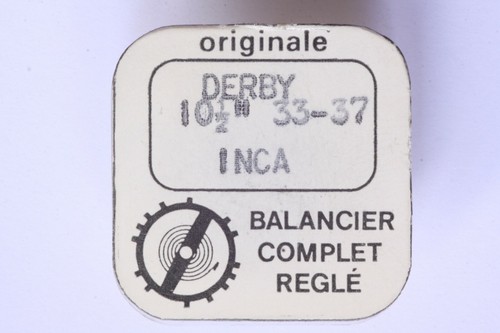 originale
DERBY
10½''' 33-37
INCA
BALANCIER
COMPLET
REGLÉ